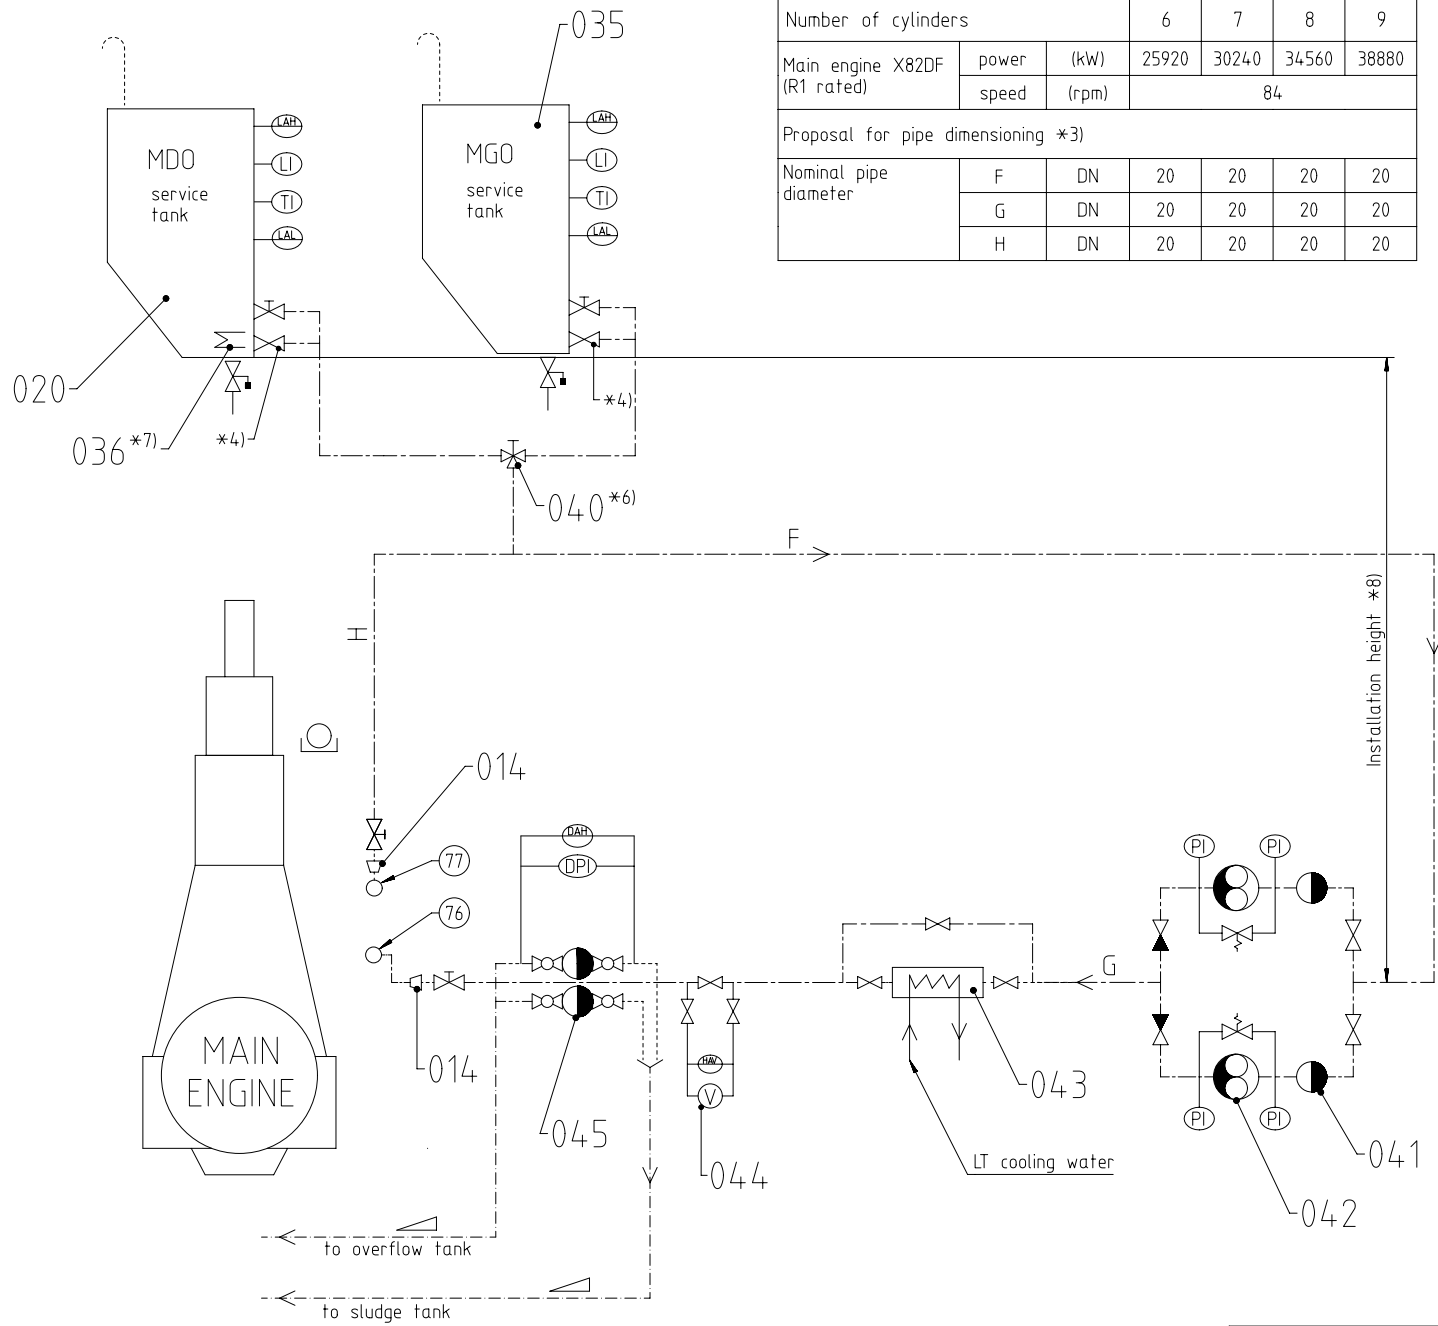 035
Number of cylinders 6 7 8 9
Main engine X82DF (R1 rated) power (kW) 25920 30240 34560 38880
speed (rpm) 84
Proposal for pipe dimensioning *3)
Nominal pipe diameter F DN 20 20 20 20
G DN 20 20 20 20
H DN 20 20 20 20
MDO
service
tank
LAH
LI
TI
LAL
MGO
service
tank
LAH
LI
TI
LAL
020
036 *7)
*4)
*4)
040 *6)
F
H
Installation height *8)
014
77
76
DAH
DPI
PI
PI
G
MAIN
ENGINE
014
045
HAV
V
044
043
LT cooling water
PI
PI
041
042
to overflow tank
to sludge tank